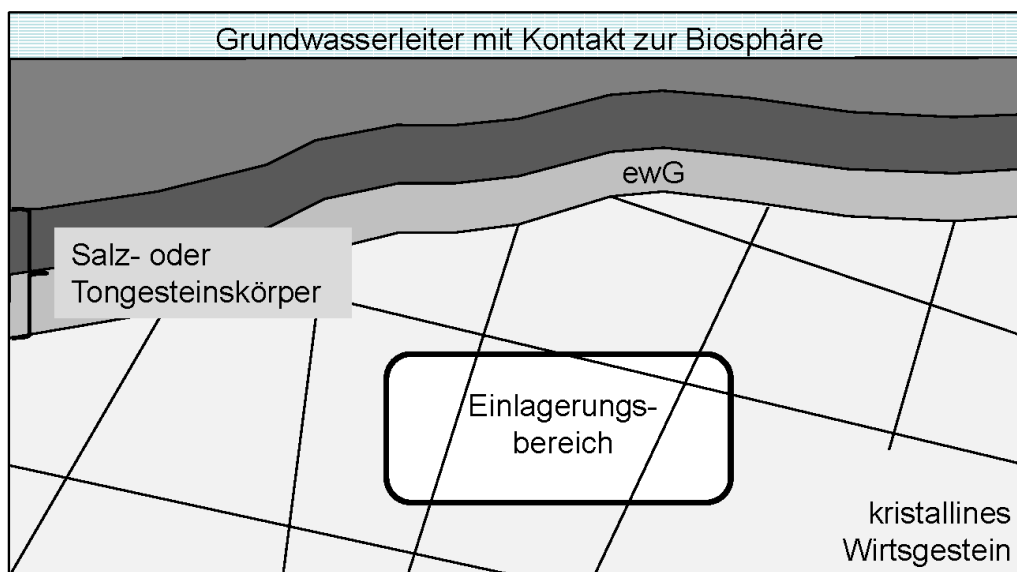 Grundwasserleiter mit Kontakt zur Biosphäre
ewG
Salz- oder
Tongesteinskörper
Einlagerungs-
bereich
kristallines
Wirtsgestein